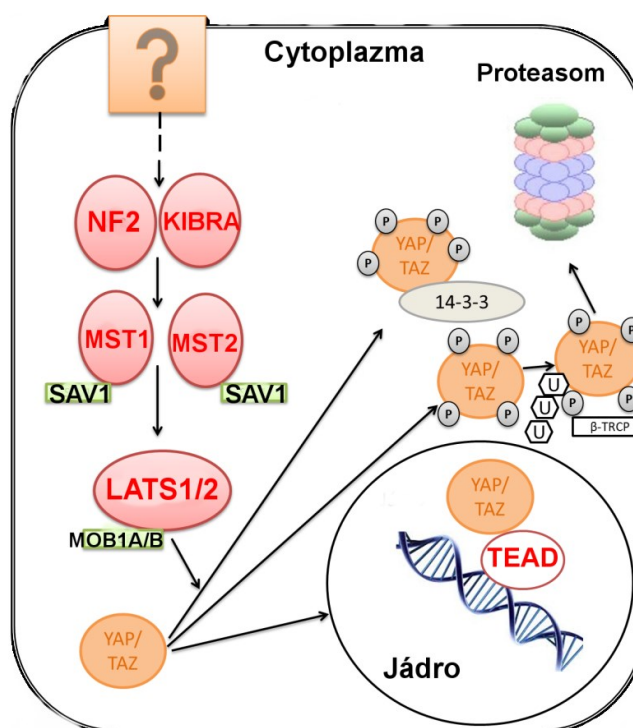 ?
Cytoplazma
Proteasom
NF2
KIBRA
P
P
P
P
YAP/
TAZ
14-3-3
MST1
MST2
SAV1
SAV1
P
P
YAP/
TAZ
P
P
P
P
YAP/
TAZ
P
P
U
U
U
β-TRCP
LATS1/2
MOB1A/B
YAP/
TAZ
TEAD
YAP/
TAZ
Jádro